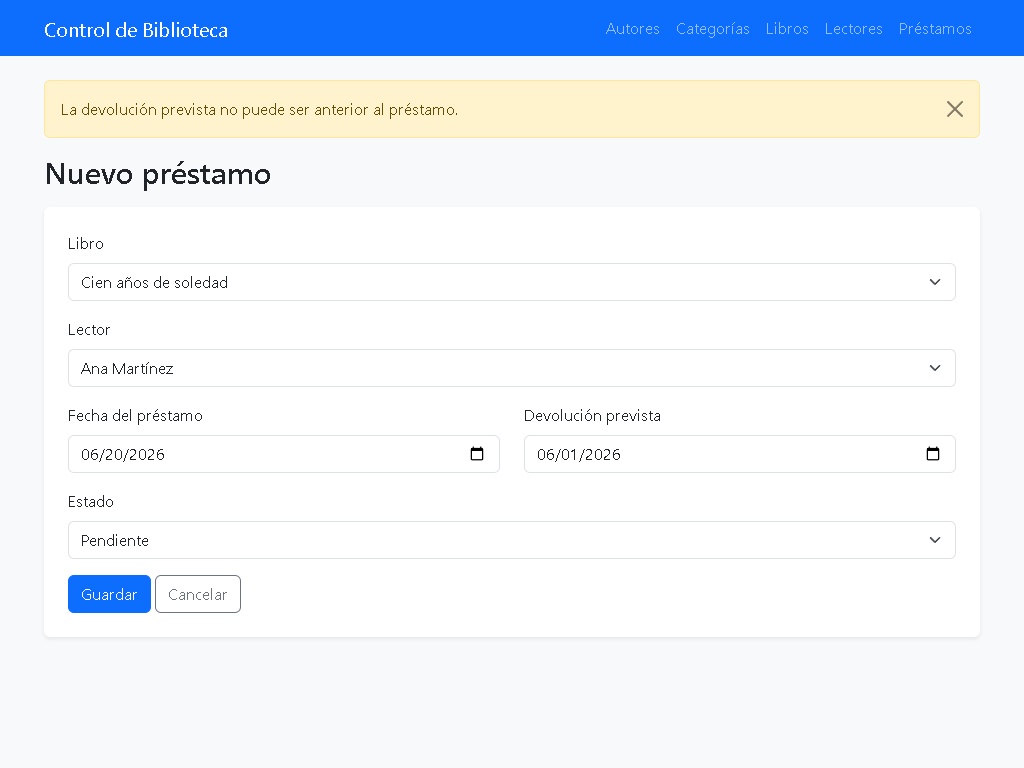 Control de Biblioteca Autores Categorías Libros Lectores Préstamos
La devolución prevista no puede ser anterior al préstamo.
Nuevo préstamo
Libro
Cien años de soledad
Lector
Ana Martínez
Fecha del préstamo Devolución prevista
06/20/2026 06/01/2026
Estado
Pendiente
Guardar Cancelar